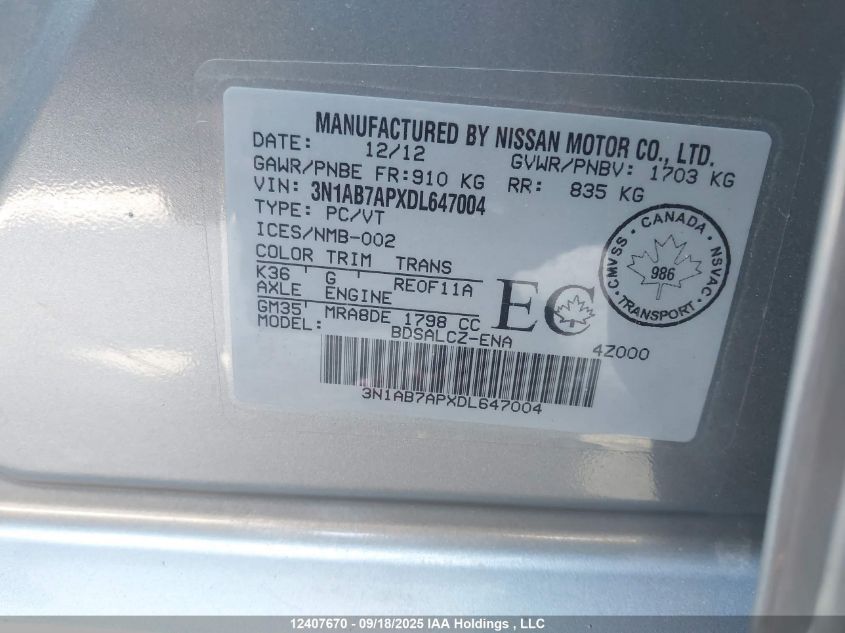 MANUFACTURED BY NISSAN MOTOR CO., LTD.
DATE: 12/12 GVWR/PNBV: 1703 KG
GAWR/PNBE FR:910 KG RR: 835 KG
VIN: 3N1AB7APXDL647004
TYPE: PC/VT
ICES/NMB-002
COLOR TRIM TRANS
K36 ' G ' RE0F11A
AXLE ENGINE
GM35' MRA8DE 1798 CC
MODEL: BDSALCZ-ENA
EC
4Z000
3N1AB7APXDL647004
CANADA
CMVSS NSVAC
986
TRANSPORT
12407670 - 09/18/2025 IAA Holdings , LLC